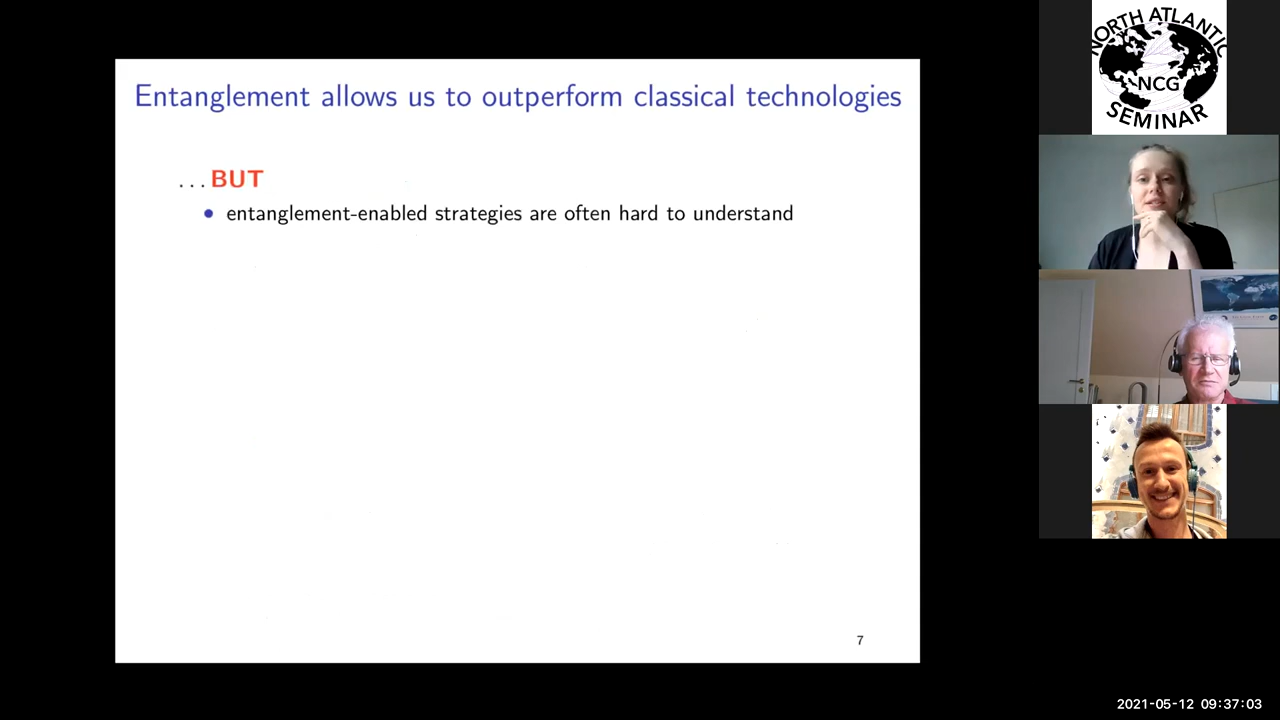 Entanglement allows us to outperform classical technologies
...BUT
• entanglement-enabled strategies are often hard to understand
7
NORTH ATLANTIC
NCG
SEMINAR
2021-05-12 09:37:03